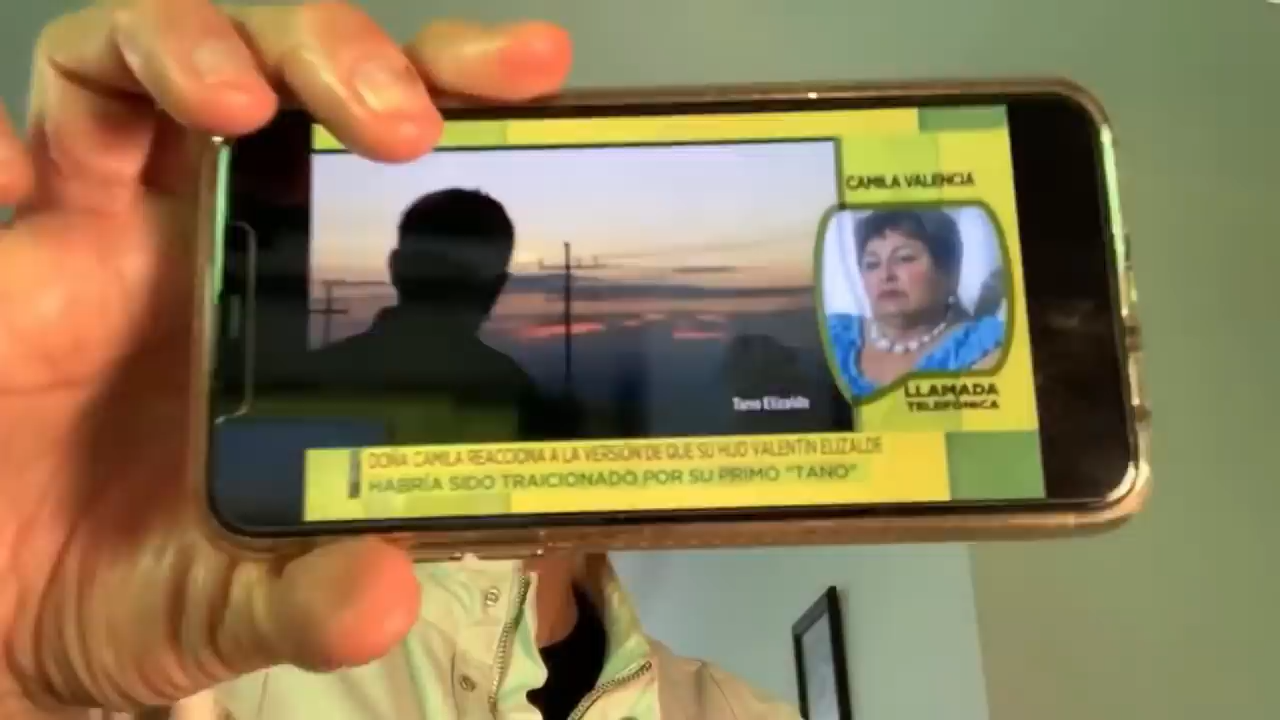 CAMILA VALENCIA
LLAMADA
TELEFÓNICA
Tano Elizalde
DOÑA CAMILA REACCIONA A LA VERSIÓN DE QUE SU HIJO VALENTÍN ELIZALDE
HABRÍA SIDO TRAICIONADO POR SU PRIMO "TANO"